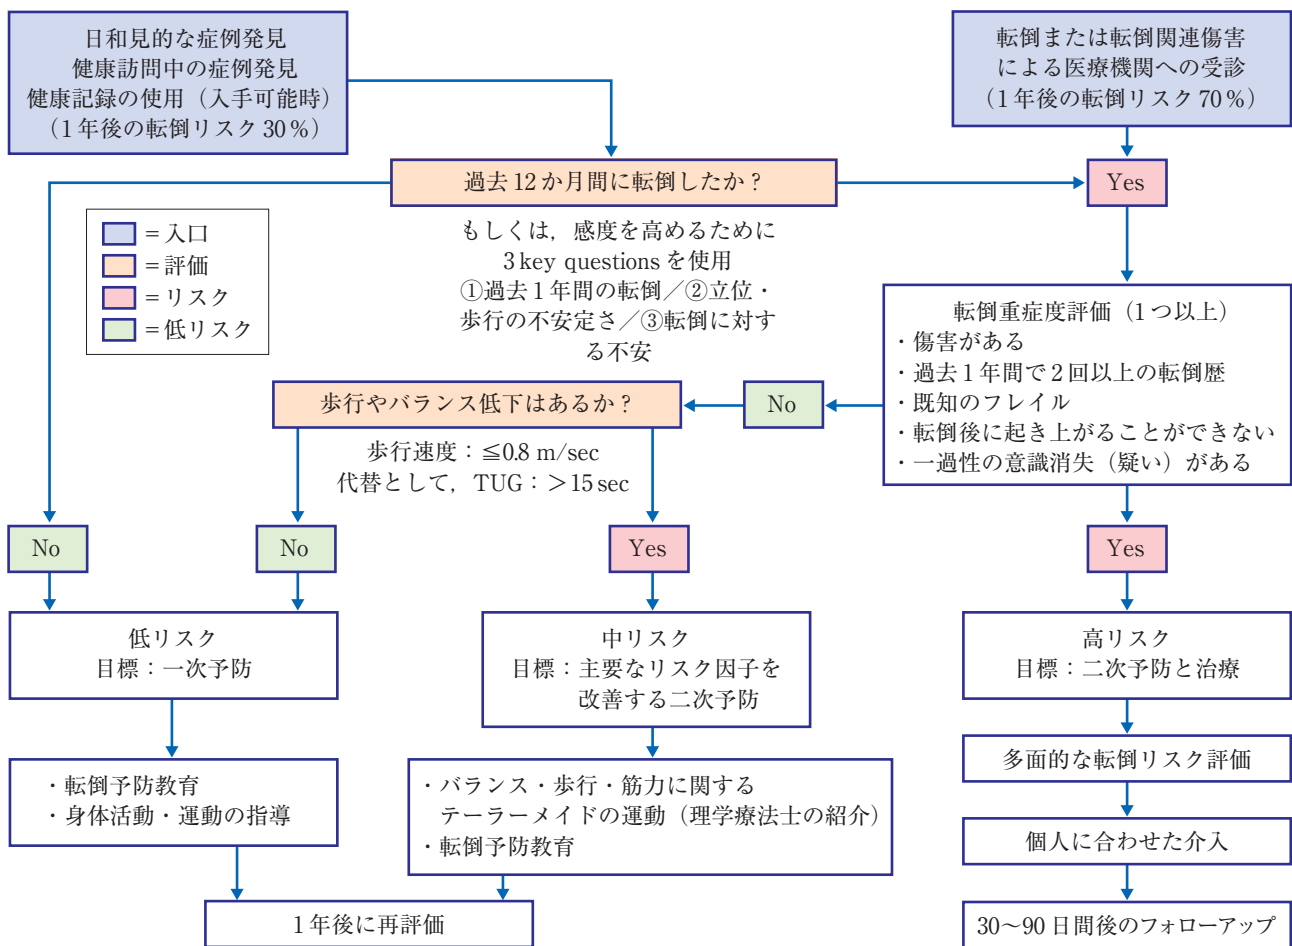 日和見的な症例発見
健康訪問中の症例発見
健康記録の使用（入手可能時）
（1年後の転倒リスク30％）
転倒または転倒関連傷害
による医療機関への受診
（1年後の転倒リスク70％）
過去12か月間に転倒したか？
Yes
もしくは，感度を高めるために
3 key questionsを使用
①過去1年間の転倒／②立位・
歩行の不安定さ／③転倒に対す
る不安
＝入口
＝評価
＝リスク
＝低リスク
転倒重症度評価（1つ以上）
・傷害がある
・過去1年間で2回以上の転倒歴
・既知のフレイル
・転倒後に起き上がることができない
・一過性の意識消失（疑い）がある
歩行やバランス低下はあるか？
No
歩行速度：≦0.8 m/sec
代替として，TUG：＞15 sec
No
No
Yes
Yes
低リスク
目標：一次予防
中リスク
目標：主要なリスク因子を
改善する二次予防
高リスク
目標：二次予防と治療
・転倒予防教育
・身体活動・運動の指導
・バランス・歩行・筋力に関する
テーラーメイドの運動（理学療法士の紹介）
・転倒予防教育
多面的な転倒リスク評価
個人に合わせた介入
1年後に再評価
30〜90日間後のフォローアップ